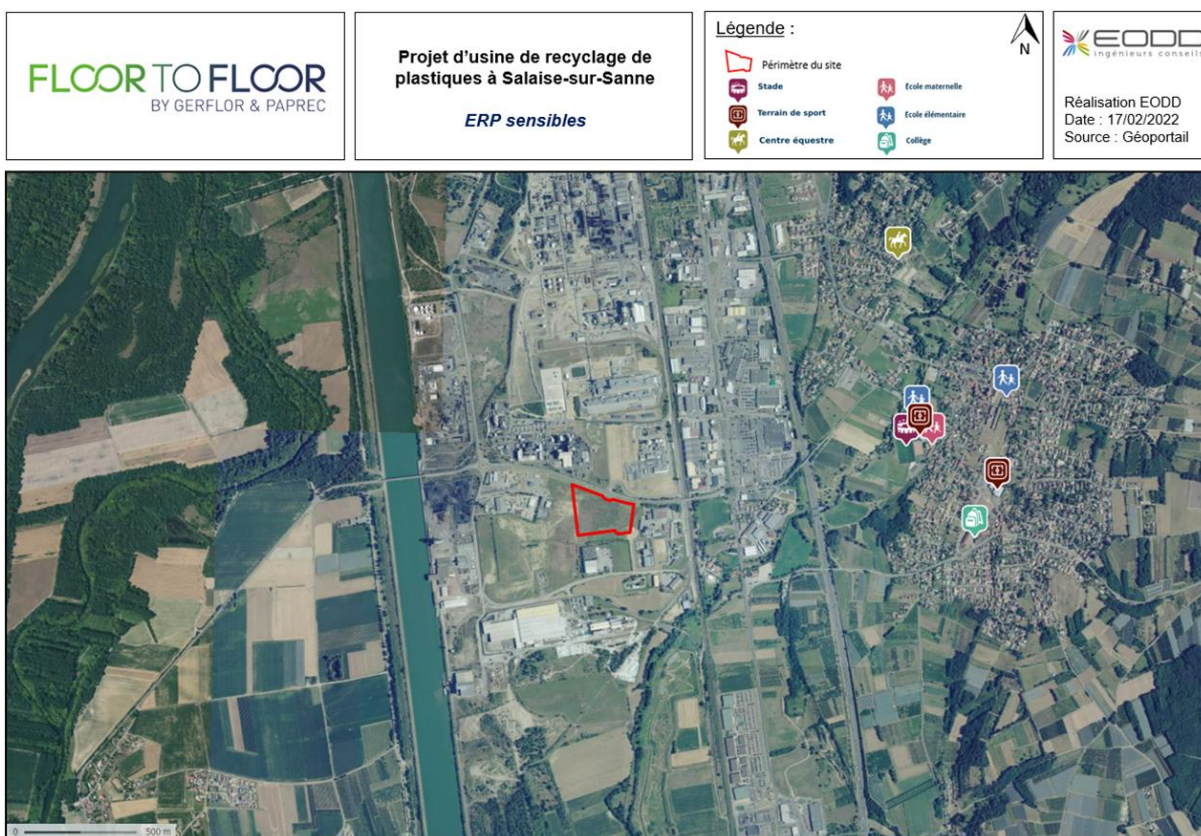 FLOOR TO FLOOR
BY GERFLOR & PAPREC
Projet d'usine de recyclage de
plastiques à Salaise-sur-Sanne
ERP sensibles
Légende :
N
Périmètre du site
Stade
Terrain de sport
Centre équestre
Ecole maternelle
Ecole élémentaire
Collège
EODD
ingénieurs conseils
Réalisation EODD
Date : 17/02/2022
Source : Géoportail
0 500 m